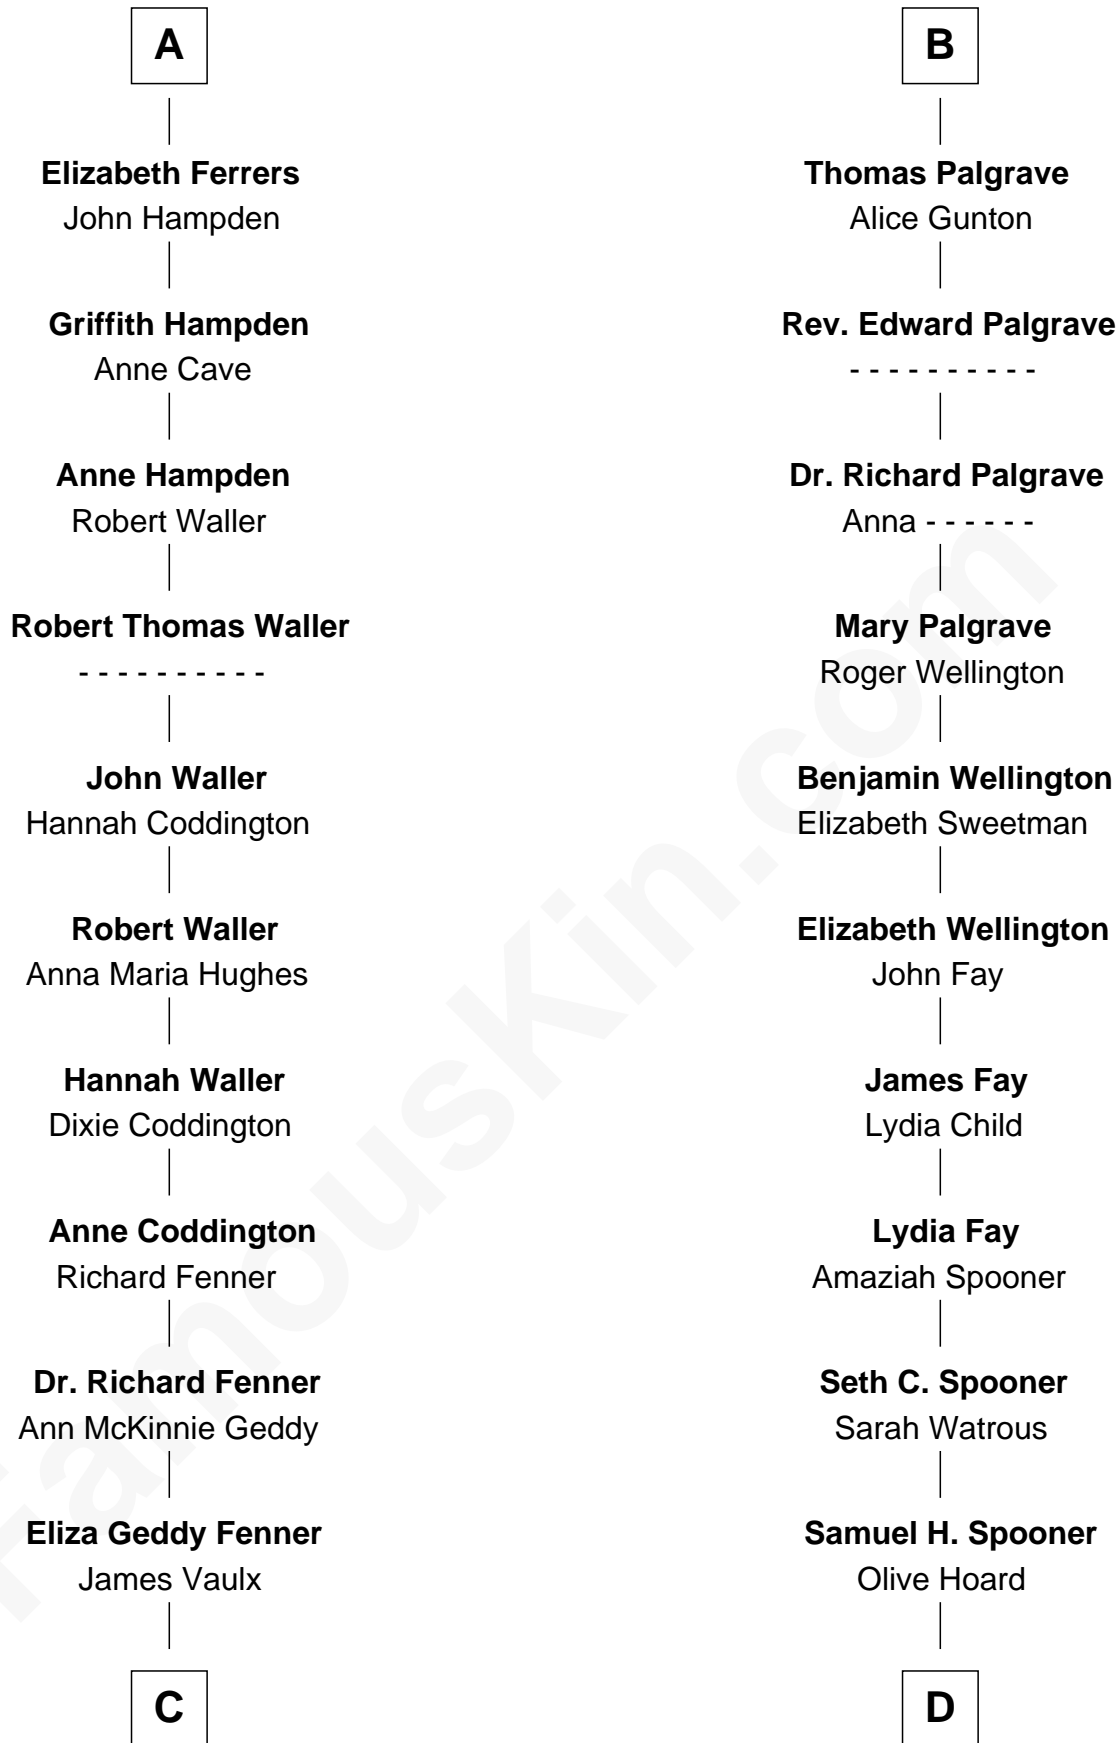 A
Elizabeth Ferrers
John Hampden
Griffith Hampden
Anne Cave
Anne Hampden
Robert Waller
Robert Thomas Waller
- - - - - - - - - -
John Waller
Hannah Coddington
Robert Waller
Anna Maria Hughes
Hannah Waller
Dixie Coddington
Anne Coddington
Richard Fenner
Dr. Richard Fenner
Ann McKinnie Geddy
Eliza Geddy Fenner
James Vaulx
C
B
Thomas Palgrave
Alice Gunton
Rev. Edward Palgrave
- - - - - - - - - -
Dr. Richard Palgrave
Anna - - - - - -
Mary Palgrave
Roger Wellington
Benjamin Wellington
Elizabeth Sweetman
Elizabeth Wellington
John Fay
James Fay
Lydia Child
Lydia Fay
Amaziah Spooner
Seth C. Spooner
Sarah Watrous
Samuel H. Spooner
Olive Hoard
D
FamousKin.com